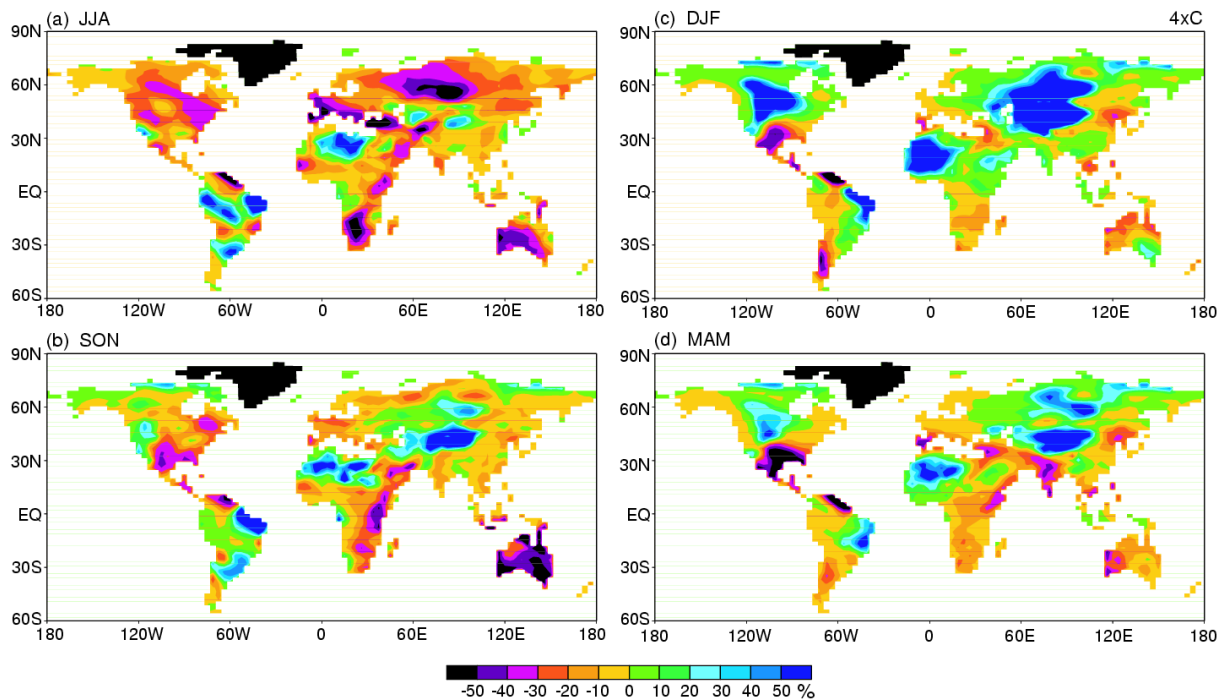 (a) JJA
(c) DJF 4xC
90N 90N
60N 60N
30N 30N
EQ EQ
30S 30S
60S 60S
180 120W 60W 0 60E 120E 180 180 120W 60W 0 60E 120E 180
(b) SON
(d) MAM
90N 90N
60N 60N
30N 30N
EQ EQ
30S 30S
60S 60S
180 120W 60W 0 60E 120E 180 180 120W 60W 0 60E 120E 180
-50 -40 -30 -20 -10 0 10 20 30 40 50 %